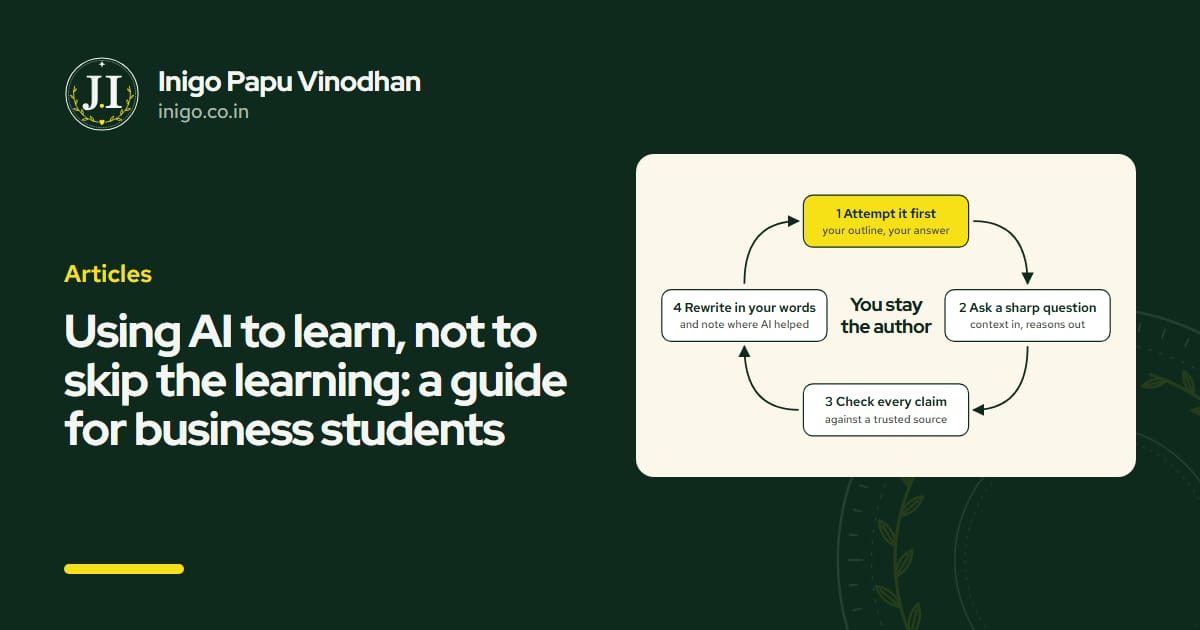 J.I
Inigo Papu Vinodhan
inigo.co.in
Articles
Using AI to learn, not to
skip the learning: a guide
for business students
1 Attempt it first
your outline, your answer
2 Ask a sharp question
context in, reasons out
3 Check every claim
against a trusted source
4 Rewrite in your words
and note where AI helped
You stay
the author